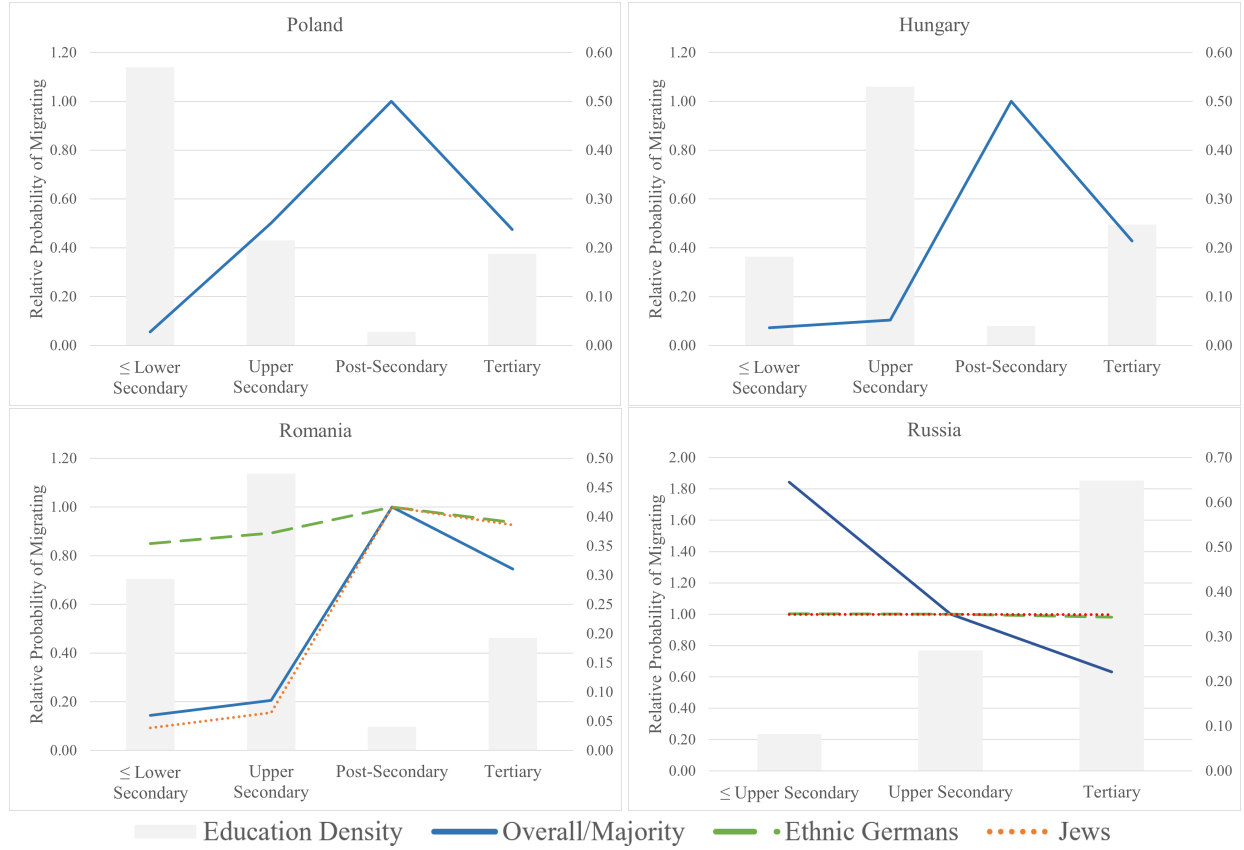 Poland
Relative Probability of Migrating
1.20
1.00
0.80
0.60
0.40
0.20
0.00
0.60
0.50
0.40
0.30
0.20
0.10
0.00
≤ Lower
Secondary
Upper
Secondary
Post-Secondary
Tertiary
Hungary
Relative Probability of Migrating
1.20
1.00
0.80
0.60
0.40
0.20
0.00
0.60
0.50
0.40
0.30
0.20
0.10
0.00
≤ Lower
Secondary
Upper
Secondary
Post-Secondary
Tertiary
Romania
Relative Probability of Migrating
1.20
1.00
0.80
0.60
0.40
0.20
0.00
0.50
0.45
0.40
0.35
0.30
0.25
0.20
0.15
0.10
0.05
0.00
≤ Lower
Secondary
Upper
Secondary
Post-Secondary
Tertiary
Russia
Relative Probability of Migrating
2.00
1.80
1.60
1.40
1.20
1.00
0.80
0.60
0.40
0.20
0.00
0.70
0.60
0.50
0.40
0.30
0.20
0.10
0.00
≤ Upper Secondary
Upper Secondary
Tertiary
Education Density
Overall/Majority
Ethnic Germans
Jews